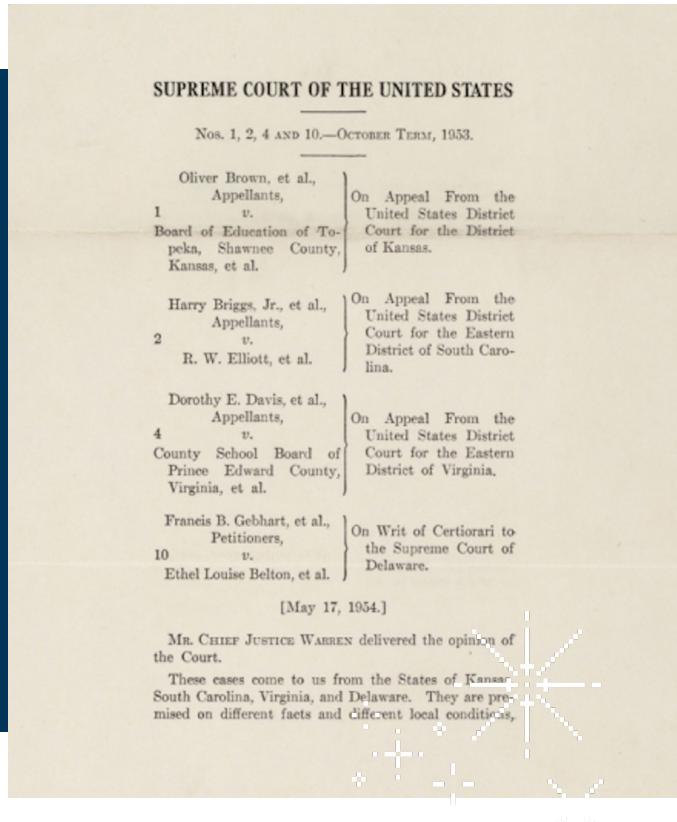 SUPREME COURT OF THE UNITED STATES
Nos. 1, 2, 4 AND 10.—OCTOBER TERM, 1953.
Oliver Brown, et al.,
Appellants,
1 v.
Board of Education of To-
peka, Shawnee County,
Kansas, et al.
On Appeal From the
United States District
Court for the District
of Kansas.
Harry Briggs, Jr., et al.,
Appellants,
2 v.
R. W. Elliott, et al.
On Appeal From the
United States District
Court for the Eastern
District of South Caro-
lina.
Dorothy E. Davis, et al.,
Appellants,
4 v.
County School Board of
Prince Edward County,
Virginia, et al.
On Appeal From the
United States District
Court for the Eastern
District of Virginia.
Francis B. Gebhart, et al.,
Petitioners,
10 v.
Ethel Louise Belton, et al.
On Writ of Certiorari to
the Supreme Court of
Delaware.
[May 17, 1954.]
MR. CHIEF JUSTICE WARREN delivered the opinion of
the Court.
These cases come to us from the States of Kansas,
South Carolina, Virginia, and Delaware. They are pre-
mised on different facts and different local conditions,